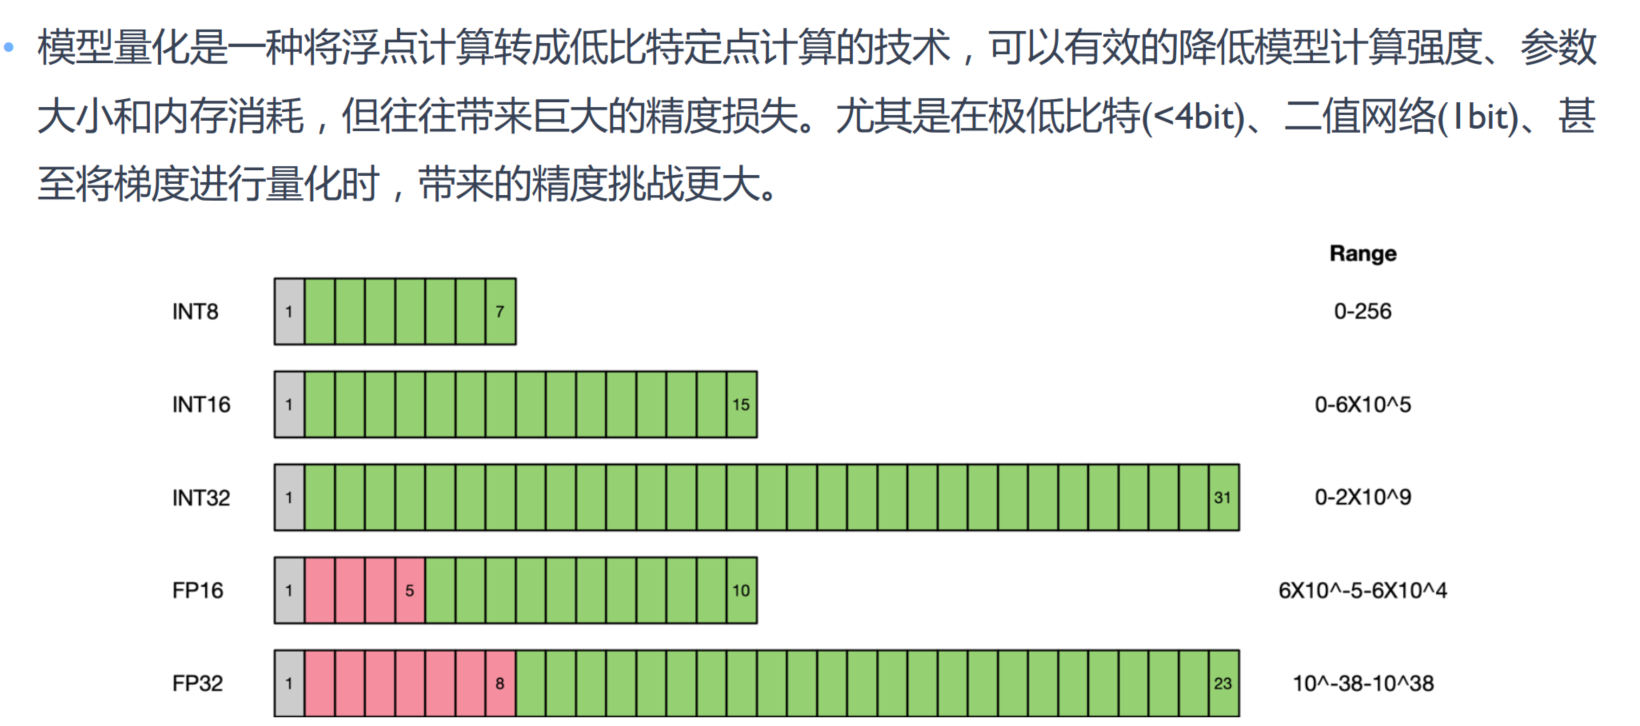 • 模型量化是一种将浮点计算转成低比特定点计算的技术，可以有效的降低模型计算强度、参数
大小和内存消耗，但往往带来巨大的精度损失。尤其是在极低比特(<4bit)、二值网络(1bit)、甚
至将梯度进行量化时，带来的精度挑战更大。
Range
INT8 1 7 0-256
INT16 1 15 0-6X10^5
INT32 1 31 0-2X10^9
FP16 1 5 10 6X10^-5-6X10^4
FP32 1 8 23 10^-38-10^38